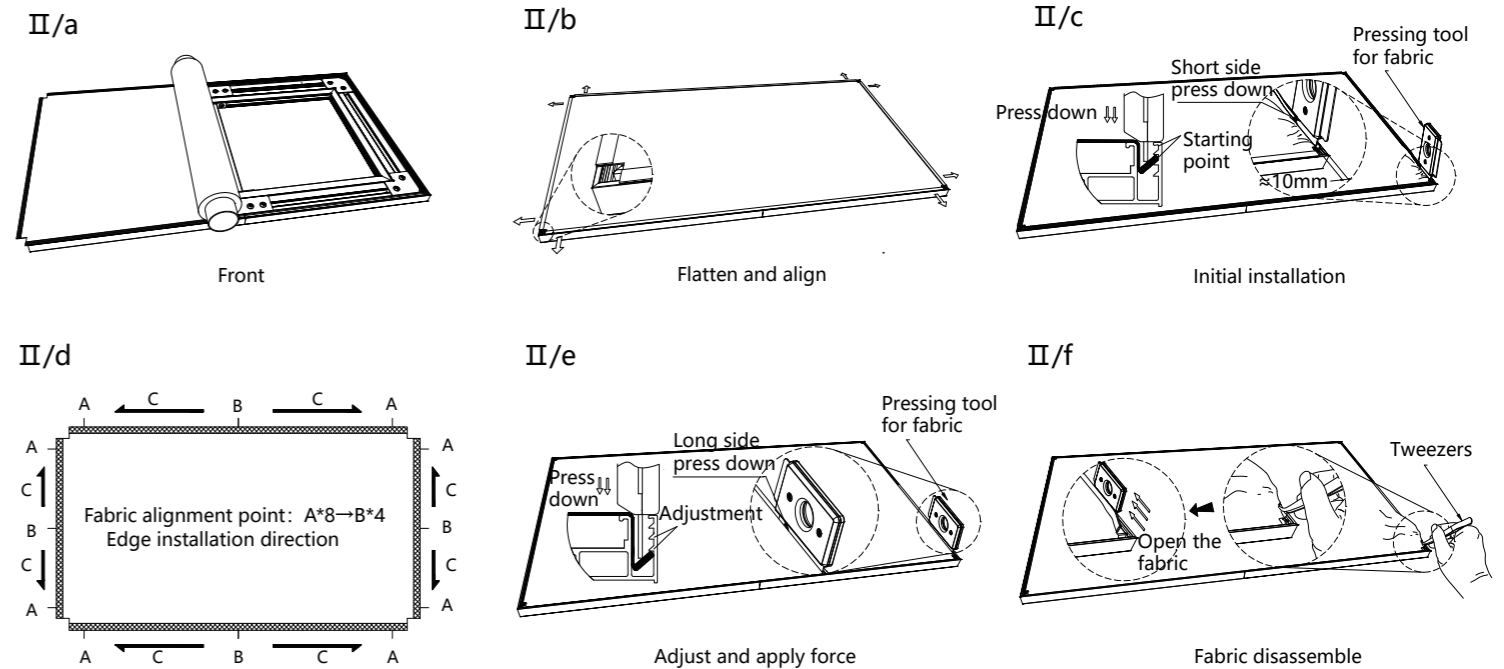 Ⅱ/a
Front
Ⅱ/b
Flatten and align
Ⅱ/c
Pressing tool
for fabric
Short side
press down
Press down
Starting
point
≈10mm
Initial installation
Ⅱ/d
A
C
B
C
A
A
A
C
C
B
Fabric alignment point: A*8→B*4
Edge installation direction
B
C
C
A
A
A
C
B
C
A
Ⅱ/e
Pressing tool
for fabric
Long side
press down
Press
down
Adjustment
Adjust and apply force
Ⅱ/f
Tweezers
Open the
fabric
Fabric disassemble